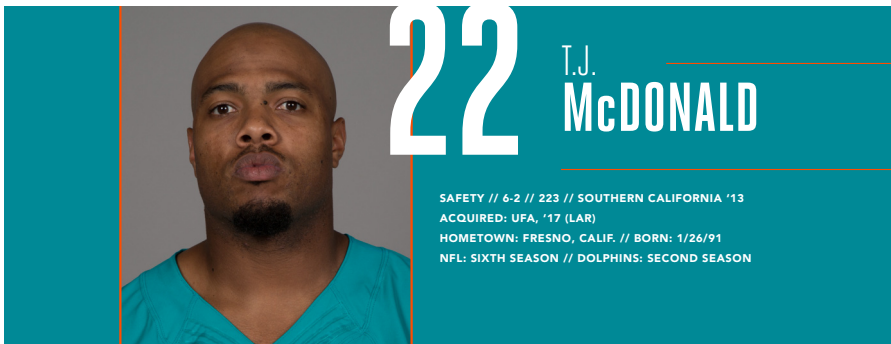 22
T.J.
McDONALD
SAFETY // 6-2 // 223 // SOUTHERN CALIFORNIA ’13
ACQUIRED: UFA, ’17 (LAR)
HOMETOWN: FRESNO, CALIF. // BORN: 1/26/91
NFL: SIXTH SEASON // DOLPHINS: SECOND SEASON